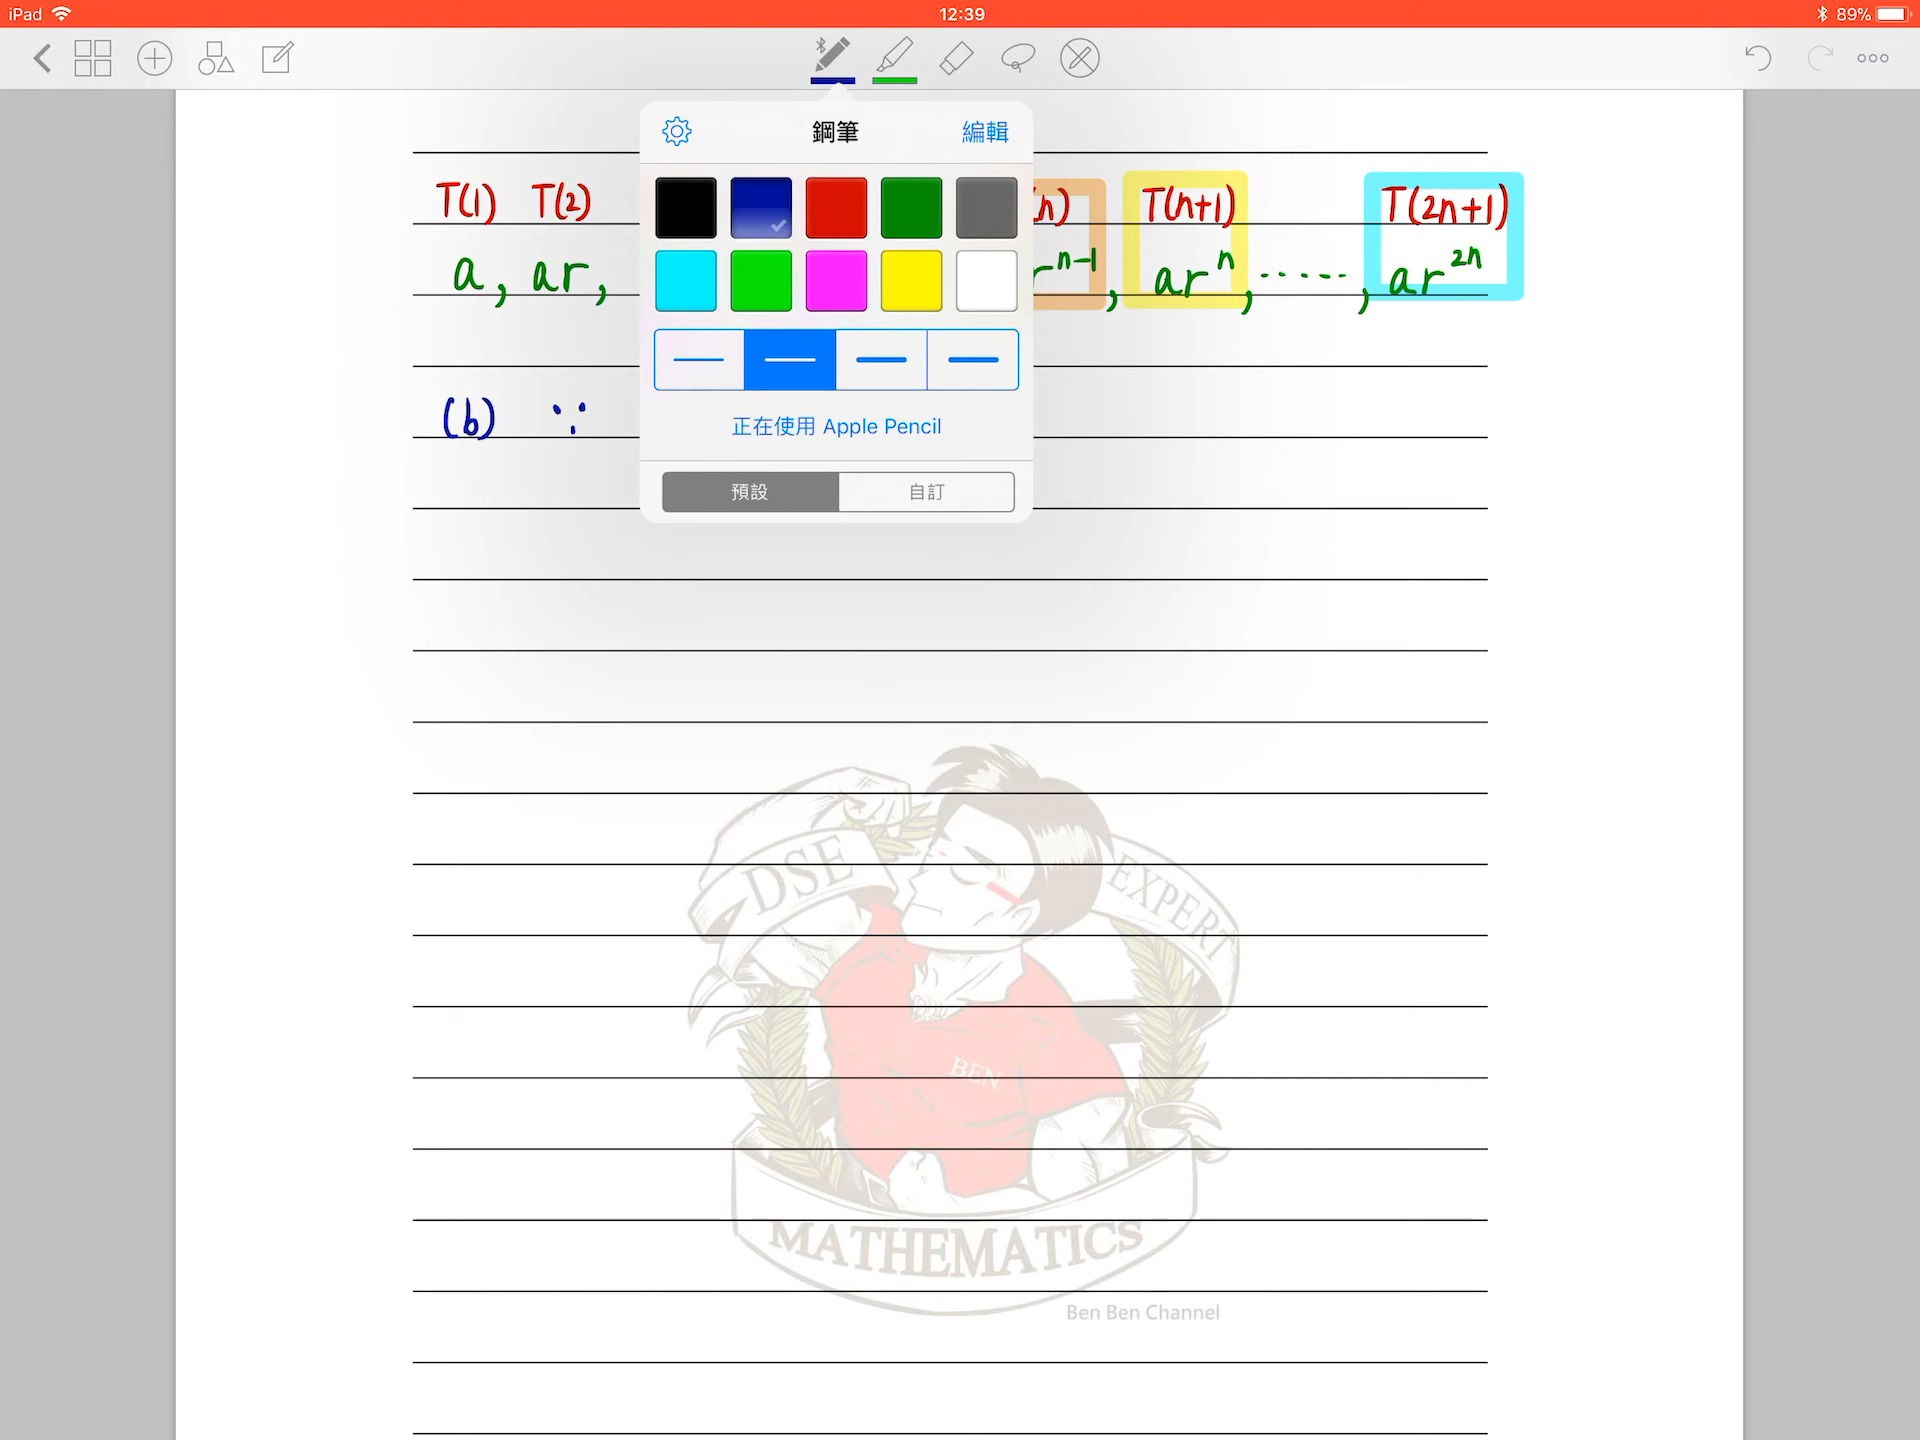 iPad 12:39 89%
鋼筆 編輯
T(1) T(2) n) T(n+1) T(2n+1)
a, ar, r^{n-1}, ar^n, ....., ar^{2n}
(b) ∵
正在使用 Apple Pencil
預設 自訂
DSE EXPERT
BEN
MATHEMATICS
Ben Ben Channel